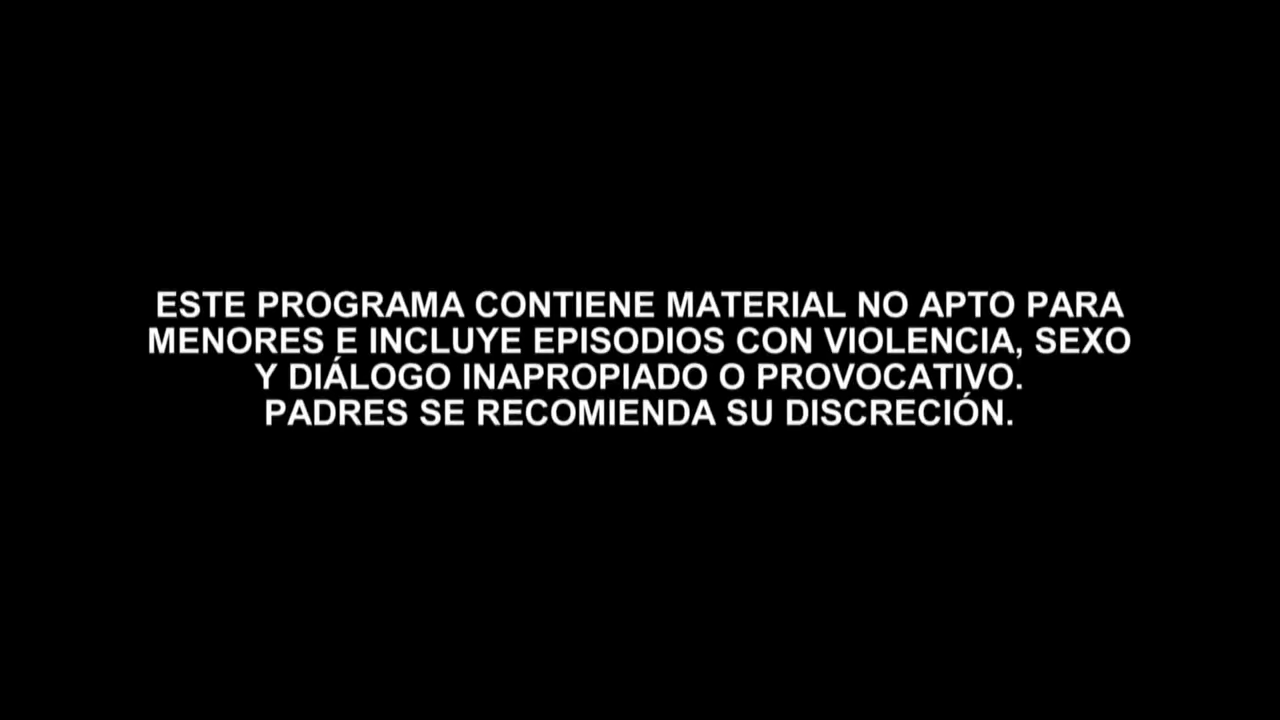 ESTE PROGRAMA CONTIENE MATERIAL NO APTO PARA
MENORES E INCLUYE EPISODIOS CON VIOLENCIA, SEXO
Y DIÁLOGO INAPROPIADO O PROVOCATIVO.
PADRES SE RECOMIENDA SU DISCRECIÓN.